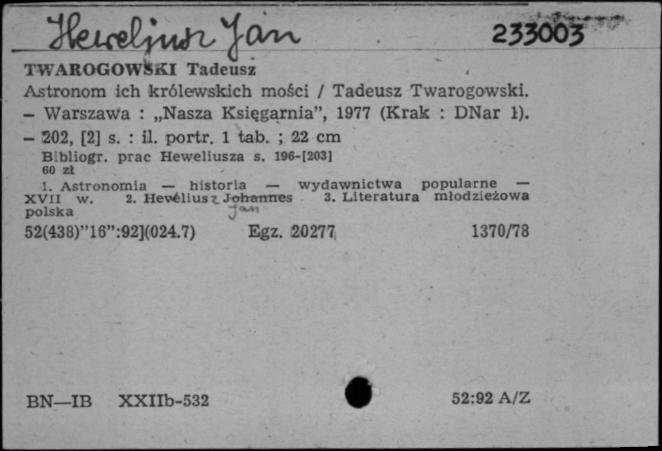 Heweljusz Jan 233003
TWAROGOWSKI Tadeusz
Astronom ich królewskich mości / Tadeusz Twarogowski.
— Warszawa : „Nasza Księgarnia”, 1977 (Krak : DNar 1).
— 202, [2] s. : il. portr. 1 tab. ; 22 cm
Bibliogr. prac Heweliusza s. 196-[203]
60 zł
1. Astronomia — historia — wydawnictwa popularne —
XVII w. 2. Heweliusz Johannes 3. Literatura młodzieżowa
polska Jan
52(438)"16":92](024.7) Egz. 20277 1370/78
BN—IB XXIIb-532 52:92 A/Z